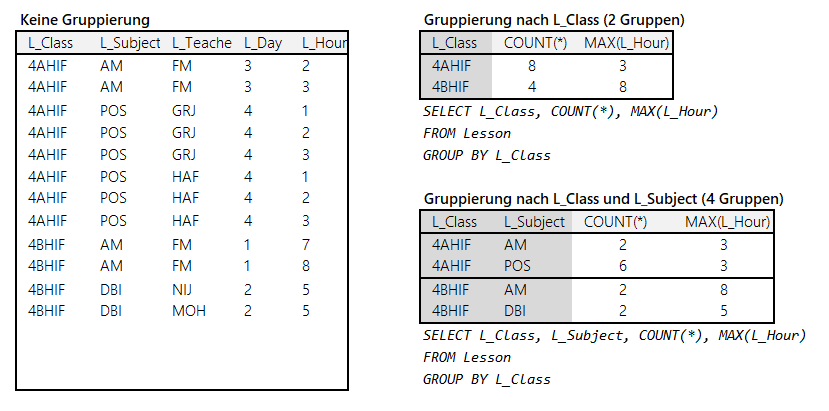 Keine Gruppierung
L_Class L_Subject L_Teache L_Day L_Hour
4AHIF AM FM 3 2
4AHIF AM FM 3 3
4AHIF POS GRJ 4 1
4AHIF POS GRJ 4 2
4AHIF POS GRJ 4 3
4AHIF POS HAF 4 1
4AHIF POS HAF 4 2
4AHIF POS HAF 4 3
4BHIF AM FM 1 7
4BHIF AM FM 1 8
4BHIF DBI NIJ 2 5
4BHIF DBI MOH 2 5
Gruppierung nach L_Class (2 Gruppen)
L_Class COUNT(*) MAX(L_Hour)
4AHIF 8 3
4BHIF 4 8
SELECT L_Class, COUNT(*), MAX(L_Hour)
FROM Lesson
GROUP BY L_Class
Gruppierung nach L_Class und L_Subject (4 Gruppen)
L_Class L_Subject COUNT(*) MAX(L_Hour)
4AHIF AM 2 3
4AHIF POS 6 3
4BHIF AM 2 8
4BHIF DBI 2 5
SELECT L_Class, L_Subject, COUNT(*), MAX(L_Hour)
FROM Lesson
GROUP BY L_Class